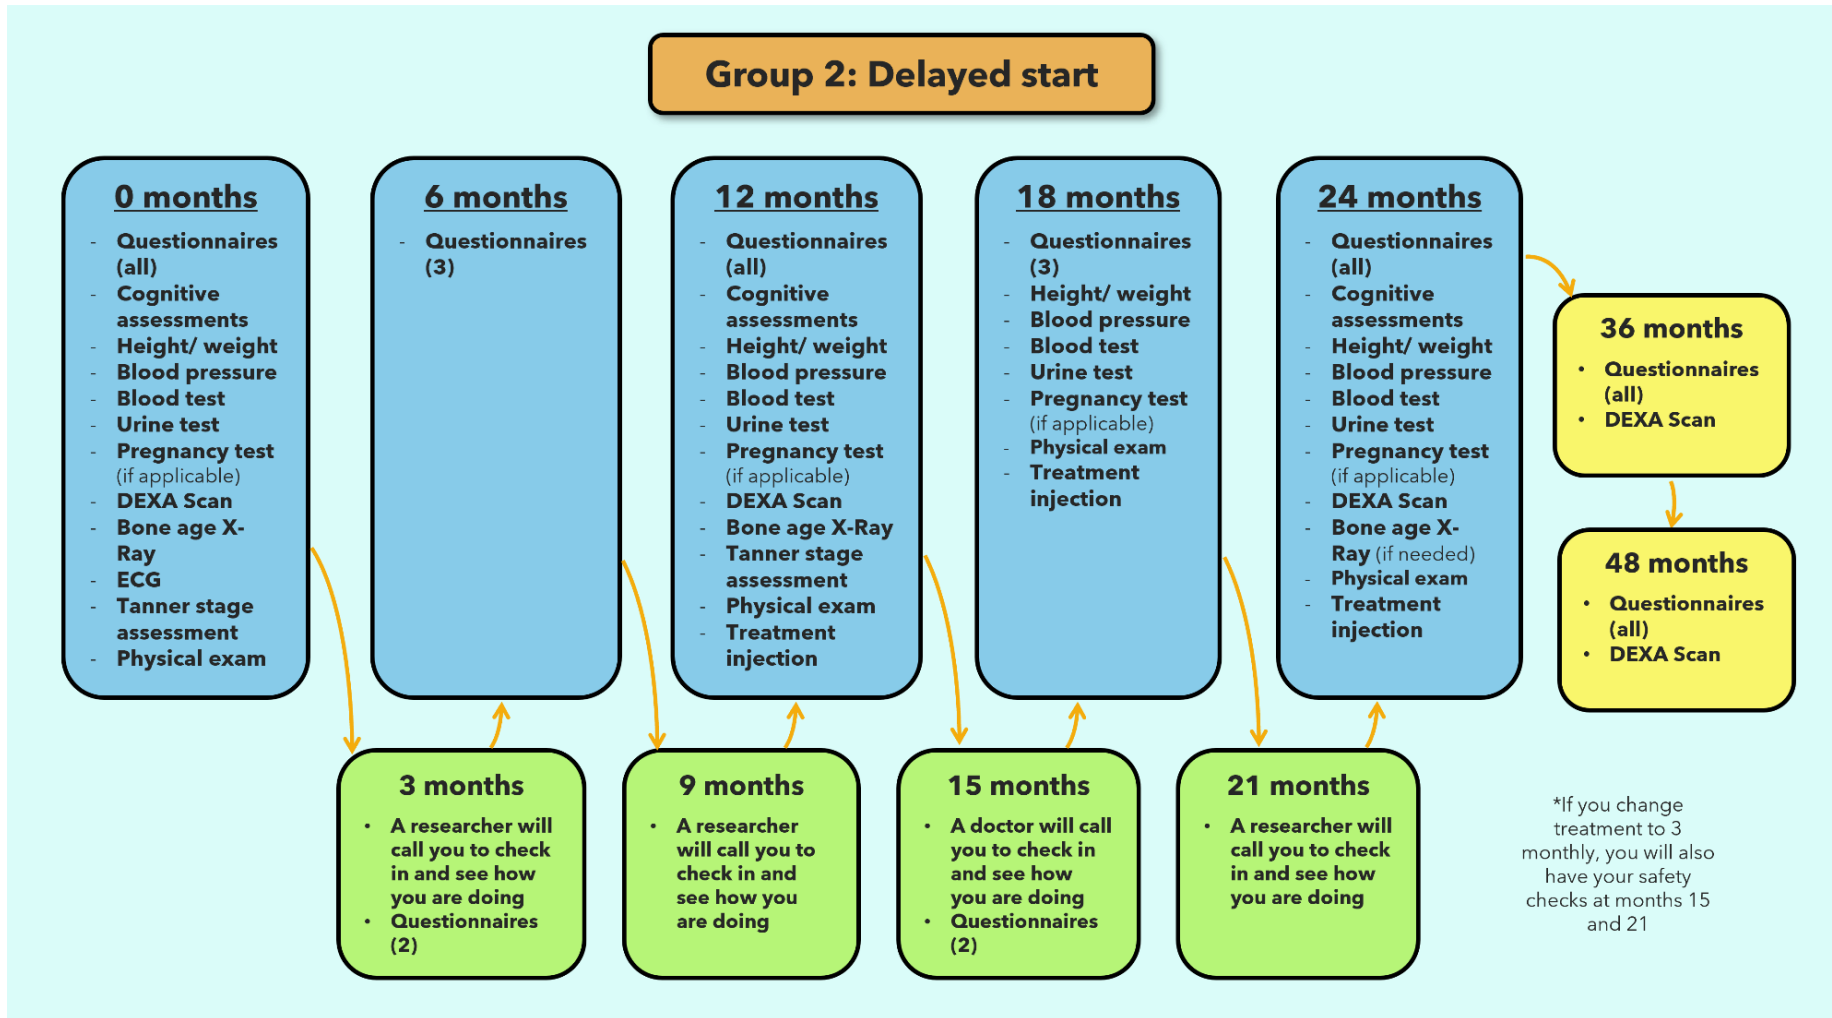 Group 2: Delayed start
0 months
- Questionnaires
(all)
- Cognitive
assessments
- Height/ weight
- Blood pressure
- Blood test
- Urine test
- Pregnancy test
(if applicable)
- DEXA Scan
- Bone age X-
Ray
- ECG
- Tanner stage
assessment
- Physical exam
6 months
- Questionnaires
(3)
12 months
- Questionnaires
(all)
- Cognitive
assessments
- Height/ weight
- Blood pressure
- Blood test
- Urine test
- Pregnancy test
(if applicable)
- DEXA Scan
- Bone age X-Ray
- Tanner stage
assessment
- Physical exam
- Treatment
injection
18 months
- Questionnaires
(3)
- Height/ weight
- Blood pressure
- Blood test
- Urine test
- Pregnancy test
(if applicable)
- Physical exam
- Treatment
injection
24 months
- Questionnaires
(all)
- Cognitive
assessments
- Height/ weight
- Blood pressure
- Blood test
- Urine test
- Pregnancy test
(if applicable)
- DEXA Scan
- Bone age X-
Ray (if needed)
- Physical exam
- Treatment
injection
36 months
• Questionnaires
(all)
• DEXA Scan
48 months
• Questionnaires
(all)
• DEXA Scan
3 months
• A researcher will
call you to check
in and see how
you are doing
• Questionnaires
(2)
9 months
• A researcher
will call you to
check in and
see how you
are doing
15 months
• A doctor will call
you to check in
and see how
you are doing
• Questionnaires
(2)
21 months
• A researcher will
call you to check
in and see how
you are doing
*If you change
treatment to 3
monthly, you will also
have your safety
checks at months 15
and 21